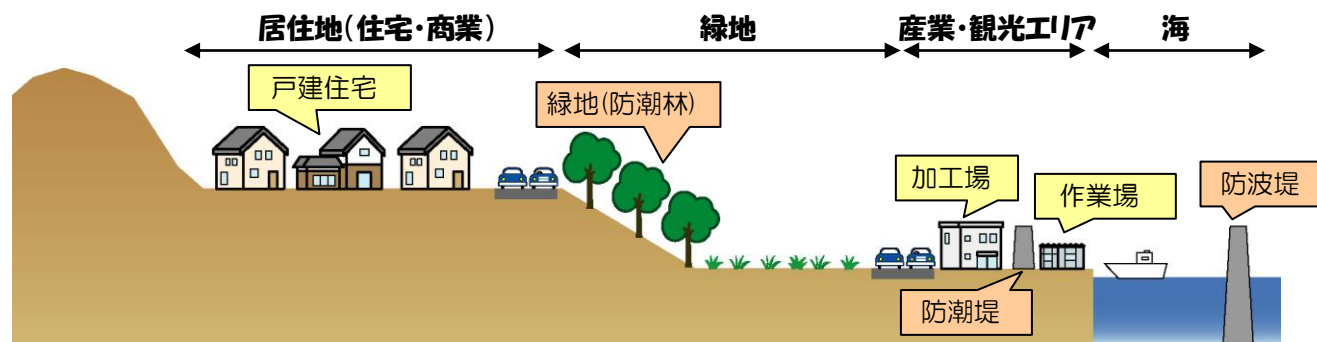 居住地(住宅・商業)
緑地
産業・観光エリア
海
戸建住宅
緑地(防潮林)
加工場
作業場
防波堤
防潮堤